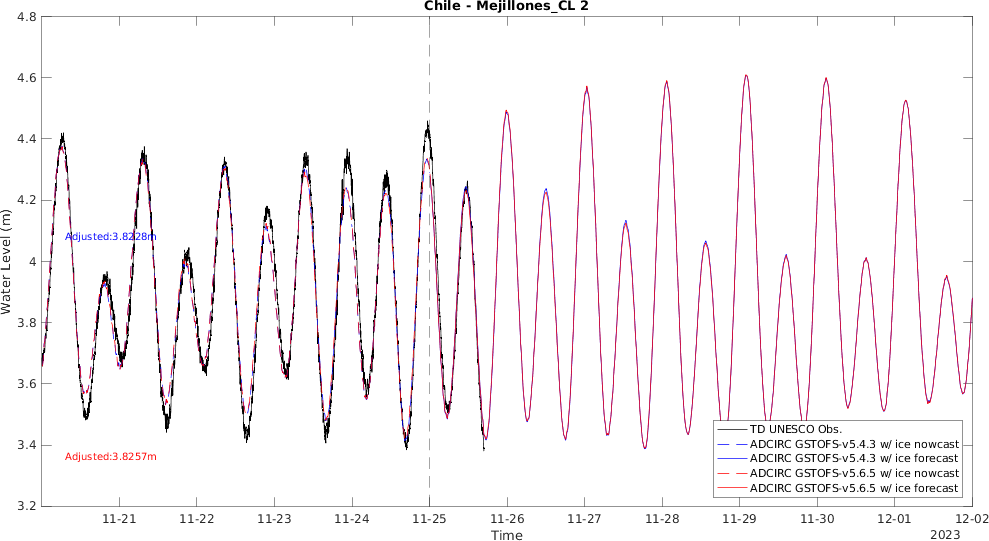 Chile - Mejillones_CL 2
4.8
4.6
4.4
4.2
4
3.8
3.6
3.4
3.2
Water Level (m)
Adjusted:3.8228m
Adjusted:3.8257m
TD UNESCO Obs.
ADCIRC GSTOFS-v5.4.3 w/ ice nowcast
ADCIRC GSTOFS-v5.4.3 w/ ice forecast
ADCIRC GSTOFS-v5.6.5 w/ ice nowcast
ADCIRC GSTOFS-v5.6.5 w/ ice forecast
11-21 11-22 11-23 11-24 11-25 11-26 11-27 11-28 11-29 11-30 12-01 12-02
Time
2023